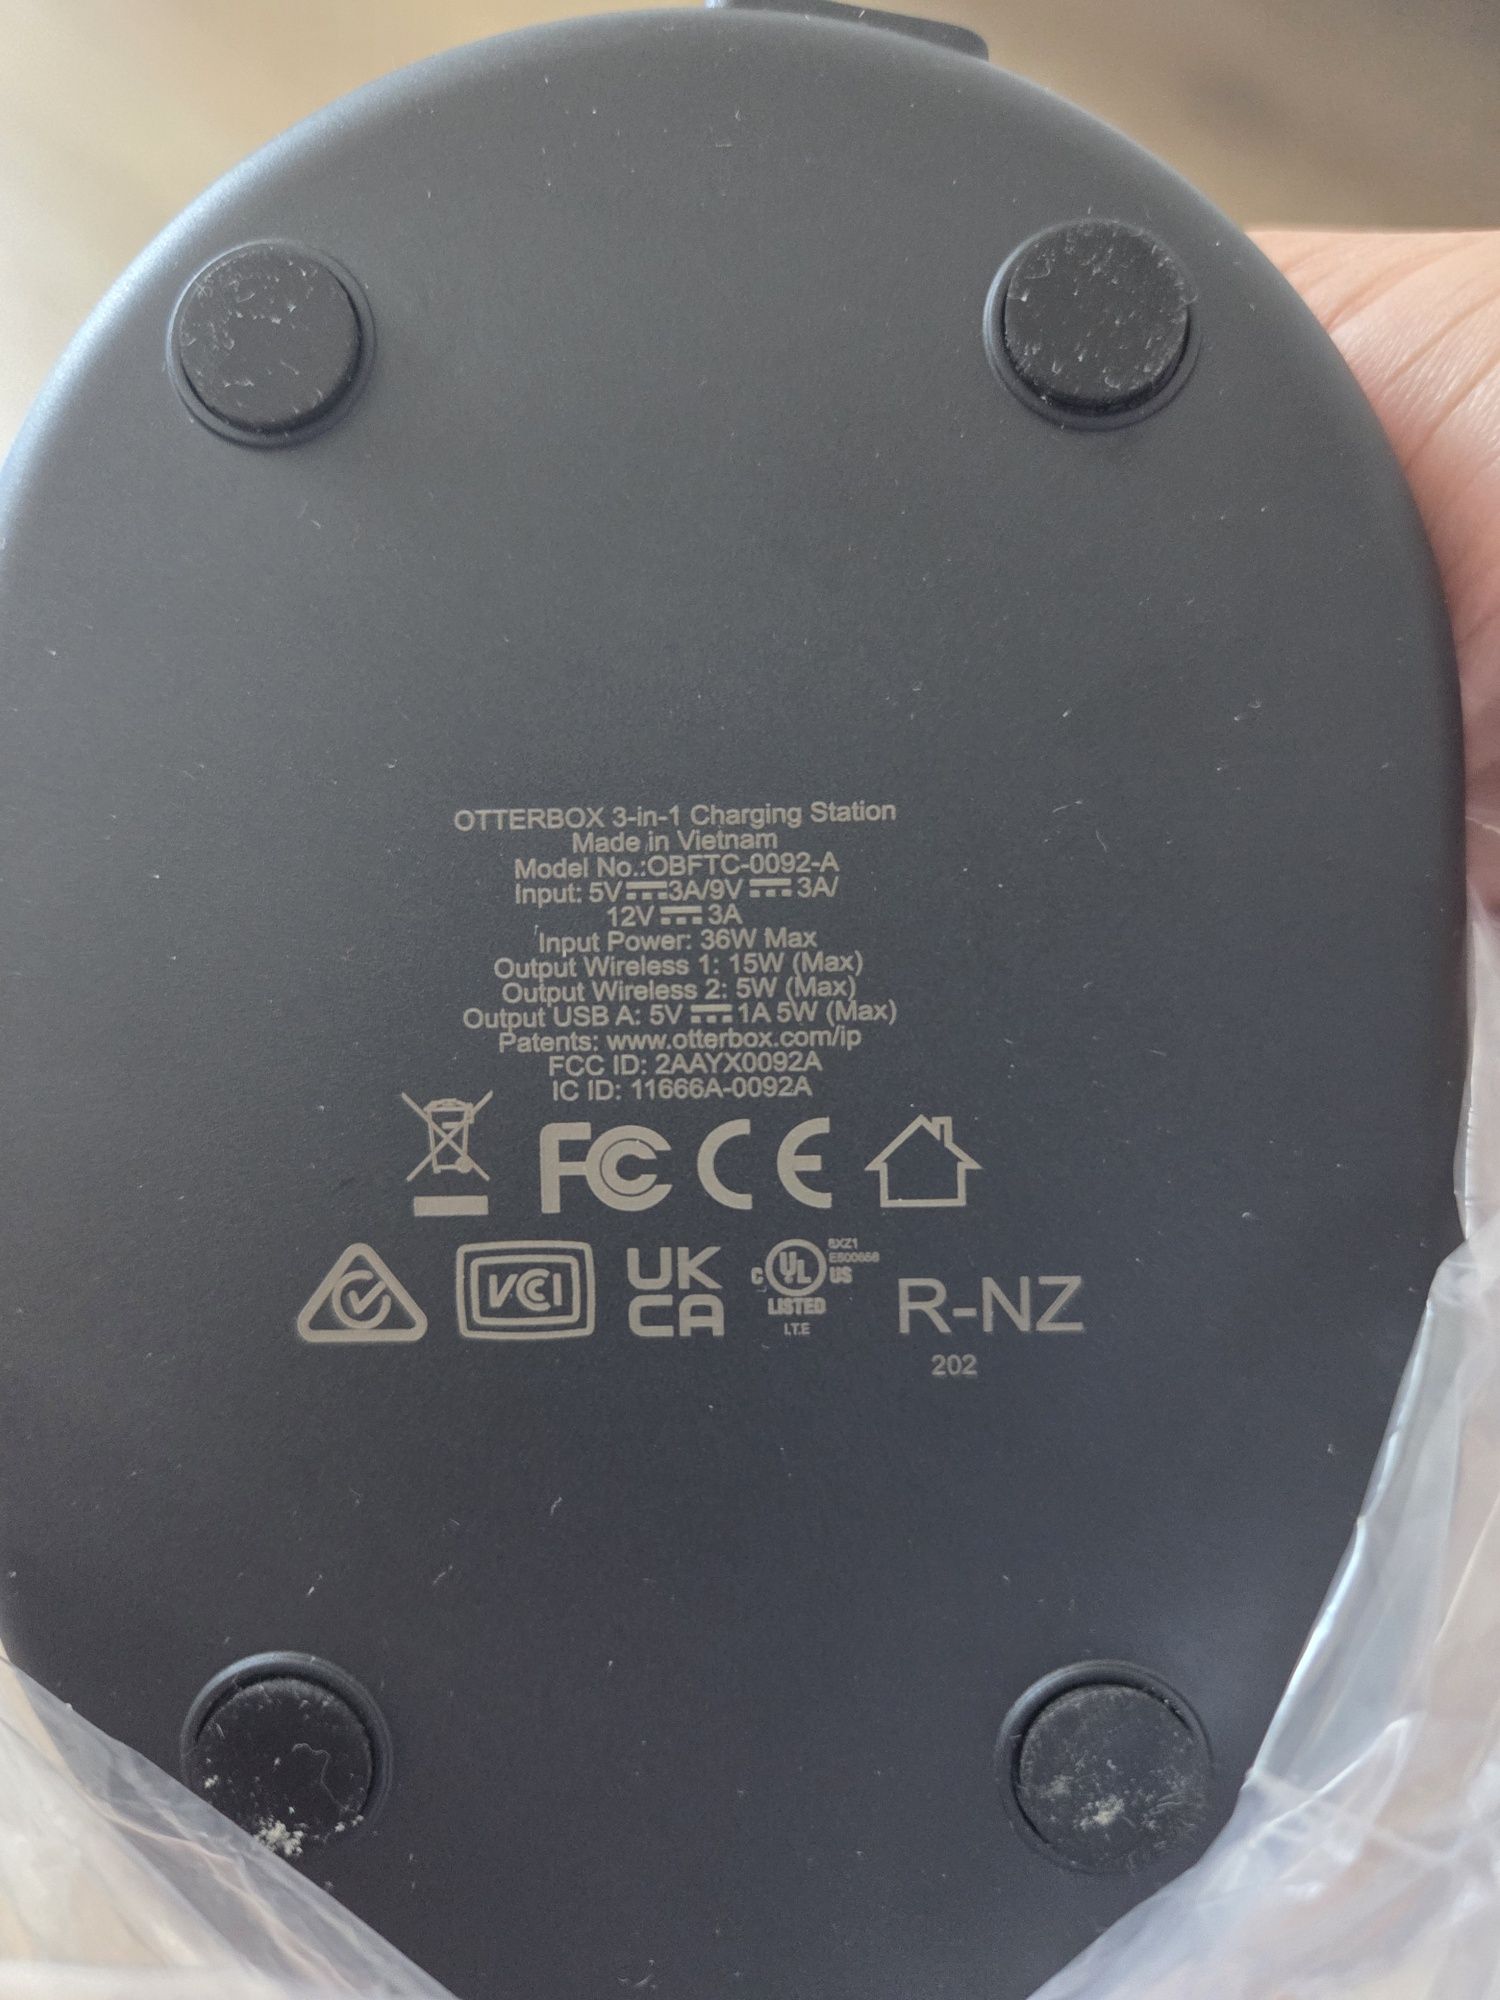 OTTERBOX 3-in-1 Charging Station
Made in Vietnam
Model No.:OBFTC-0092-A
Input: 5V⎓3A/9V⎓3A/
12V⎓3A
Input Power: 36W Max
Output Wireless 1: 15W (Max)
Output Wireless 2: 5W (Max)
Output USB A: 5V⎓1A 5W (Max)
Patents: www.otterbox.com/ip
FCC ID: 2AAYX0092A
IC ID: 11666A-0092A
FC CE
VCCI
UK
CA
c UL US
LISTED
I.T.E
R-NZ
202